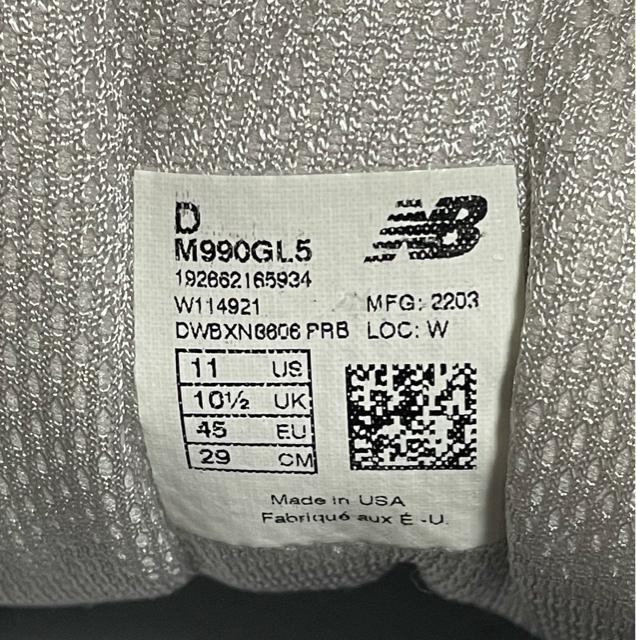 D
NB
M990GL5
192662165934
W114921 MFG: 2203
DWBXN8606 PRB LOC: W
11 US
10½ UK
45 EU
29 CM
Made in USA
Fabriqué aux É -U.